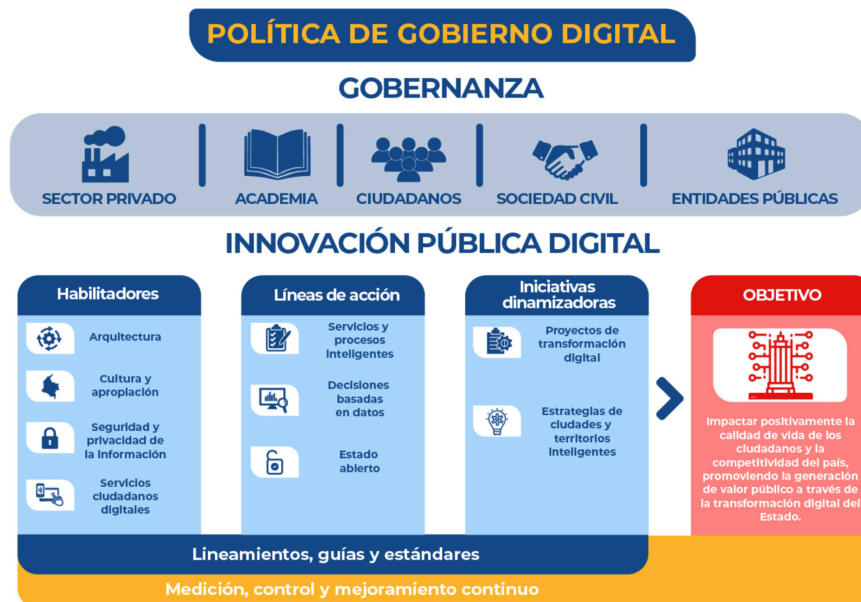 POLÍTICA DE GOBIERNO DIGITAL
GOBERNANZA
SECTOR PRIVADO
ACADEMIA
CIUDADANOS
SOCIEDAD CIVIL
ENTIDADES PÚBLICAS
INNOVACIÓN PÚBLICA DIGITAL
Habilitadores
Arquitectura
Cultura y
apropiación
Seguridad y
privacidad de
la Información
Servicios
ciudadanos
digitales
Líneas de acción
Servicios y
procesos
Inteligentes
Decisiones
basadas
en datos
Estado
abierto
Iniciativas
dinamizadoras
Proyectos de
transformación
digital
Estrategias de
ciudades y
territorios
Inteligentes
OBJETIVO
Impactar positivamente la
calidad de vida de los
ciudadanos y la
competitividad del país,
promoviendo la generación
de valor público a través de
la transformación digital del
Estado.
Lineamientos, guías y estándares
Medición, control y mejoramiento continuo